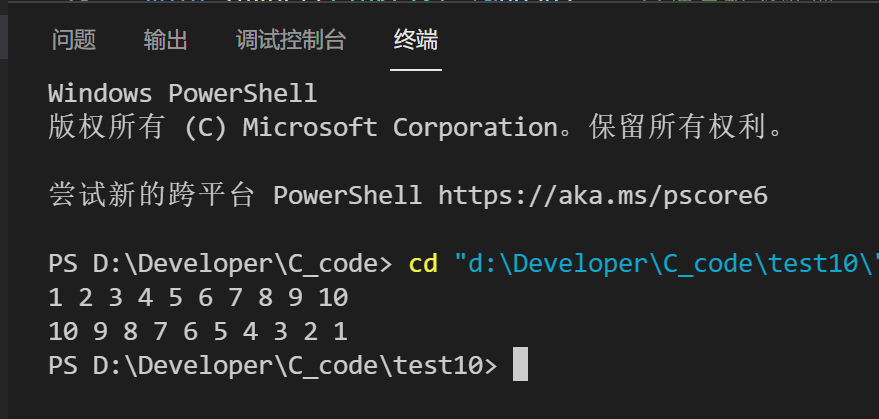 问题 输出 调试控制台 终端
Windows PowerShell
版权所有 (C) Microsoft Corporation。保留所有权利。
尝试新的跨平台 PowerShell https://aka.ms/pscore6
PS D:\Developer\C_code> cd "d:\Developer\C_code\test10\"
1 2 3 4 5 6 7 8 9 10
10 9 8 7 6 5 4 3 2 1
PS D:\Developer\C_code\test10>